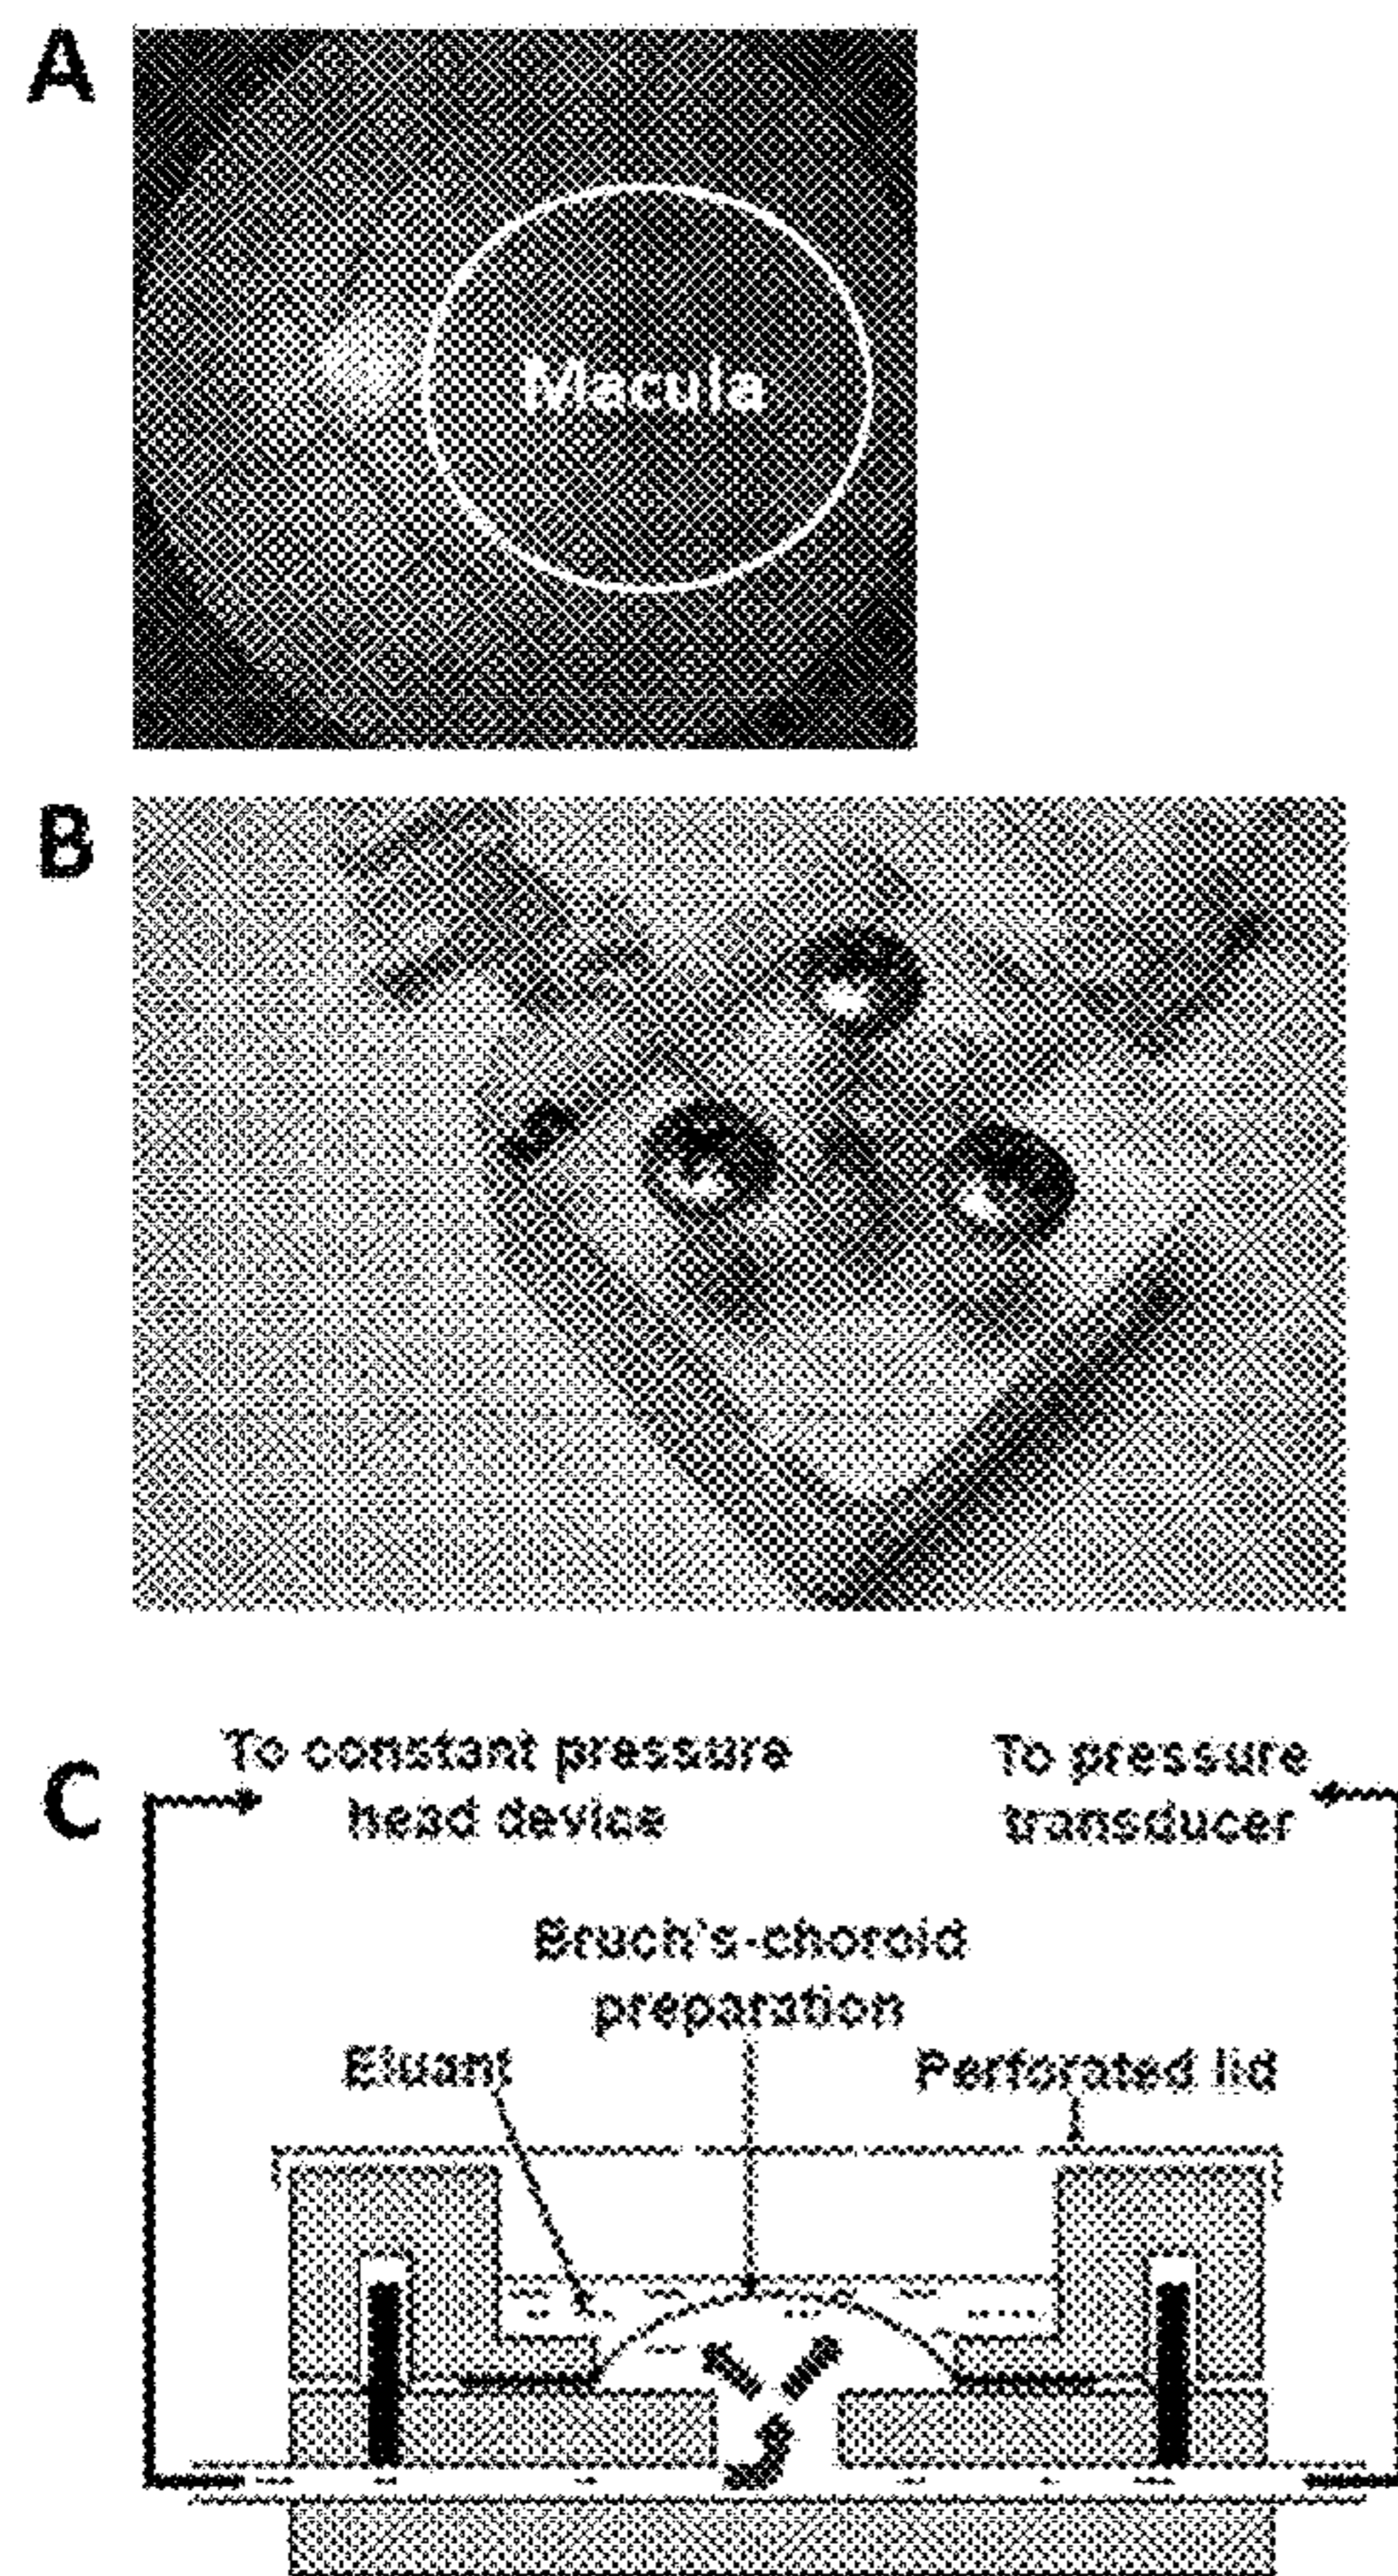 A
Macula
B
C
To constant pressure
head device
To pressure
transducer
Bruch's-choroid
preparation
Eluant
Perforated lid